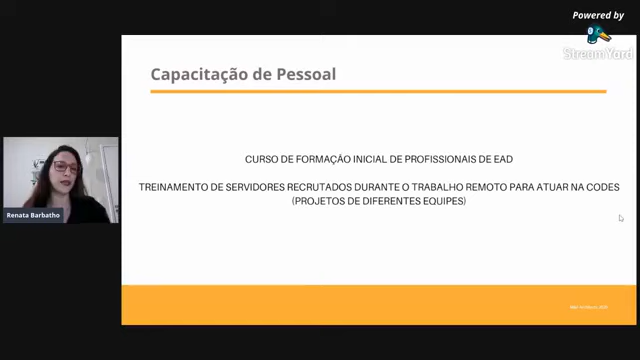 Powered by
StreamYard
Capacitação de Pessoal
CURSO DE FORMAÇÃO INICIAL DE PROFISSIONAIS DE EAD
TREINAMENTO DE SERVIDORES RECRUTADOS DURANTE O TRABALHO REMOTO PARA ATUAR NA CODES
(PROJETOS DE DIFERENTES EQUIPES)
Renata Barbatho